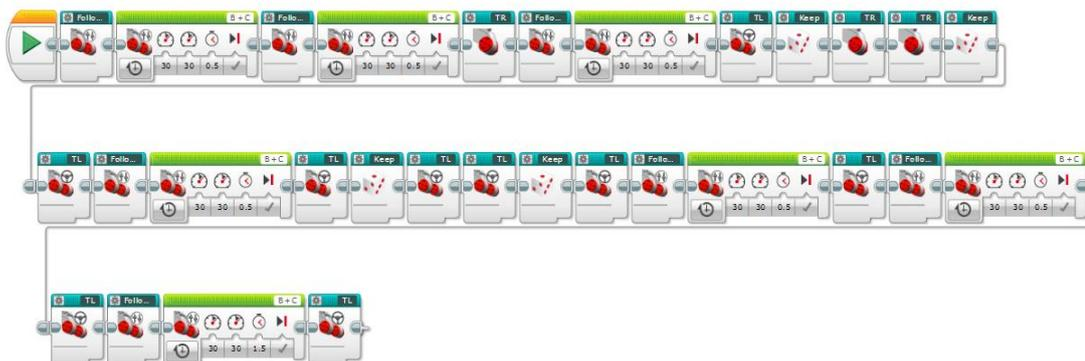 Follo... B + C Follo... B + C TR Follo... B + C TL Keep TR TR Keep
30 30 0.5 30 30 0.5 30 30 0.5
TL Follo... B + C TL Keep TL TL Keep TL Follo... B + C TL Follo... B + C
30 30 0.5 30 30 0.5 30 30 0.5
TL Follo... B + C TL
30 30 1.5